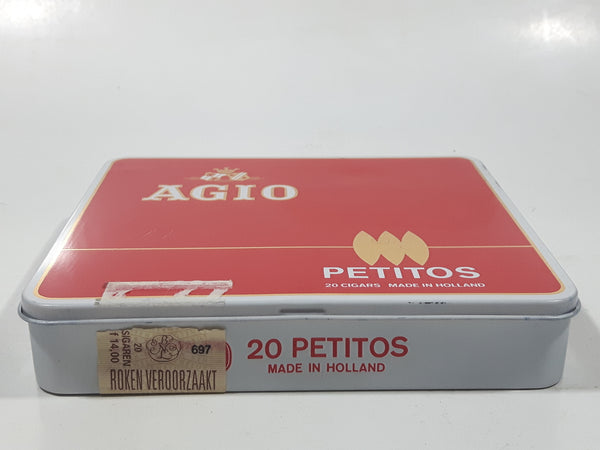 AGIO
PETITOS
20 CIGARS MADE IN HOLLAND
SIGAREN
20
f 14,00
697
ROKEN VEROORZAAKT
20 PETITOS
MADE IN HOLLAND